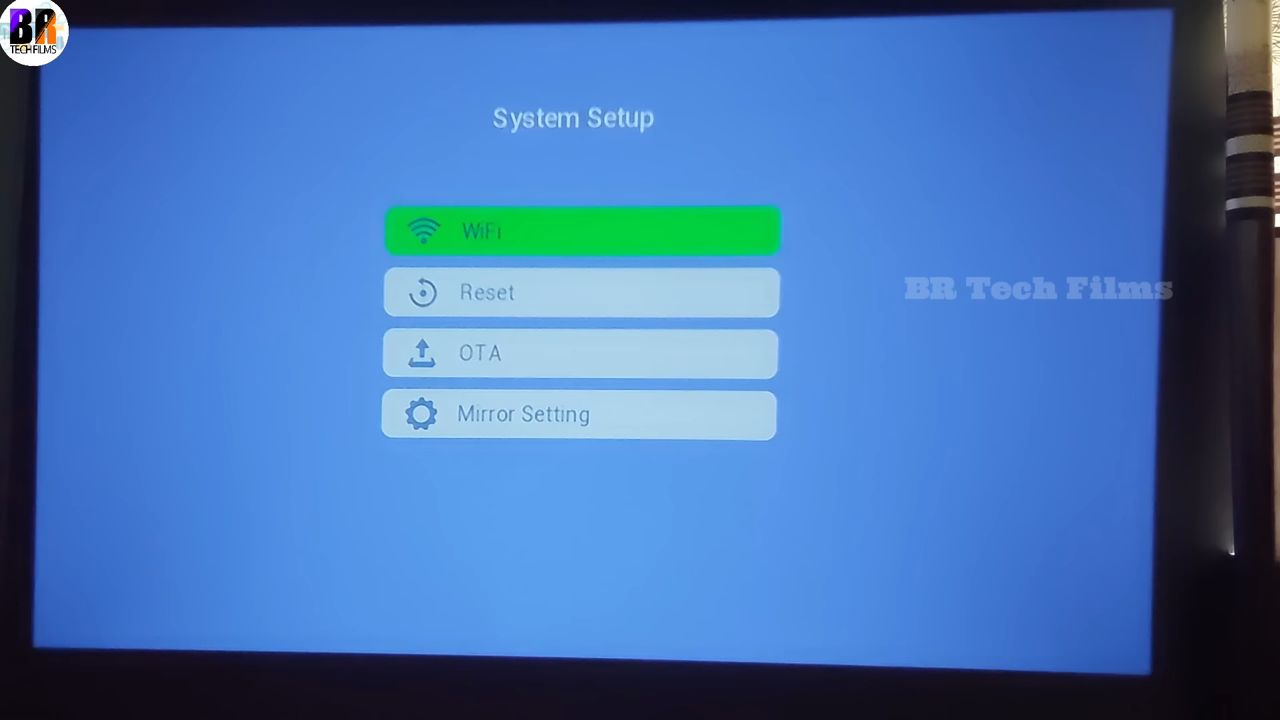 BR
TECH FILMS
System Setup
WiFi
Reset
BR Tech Films
OTA
Mirror Setting